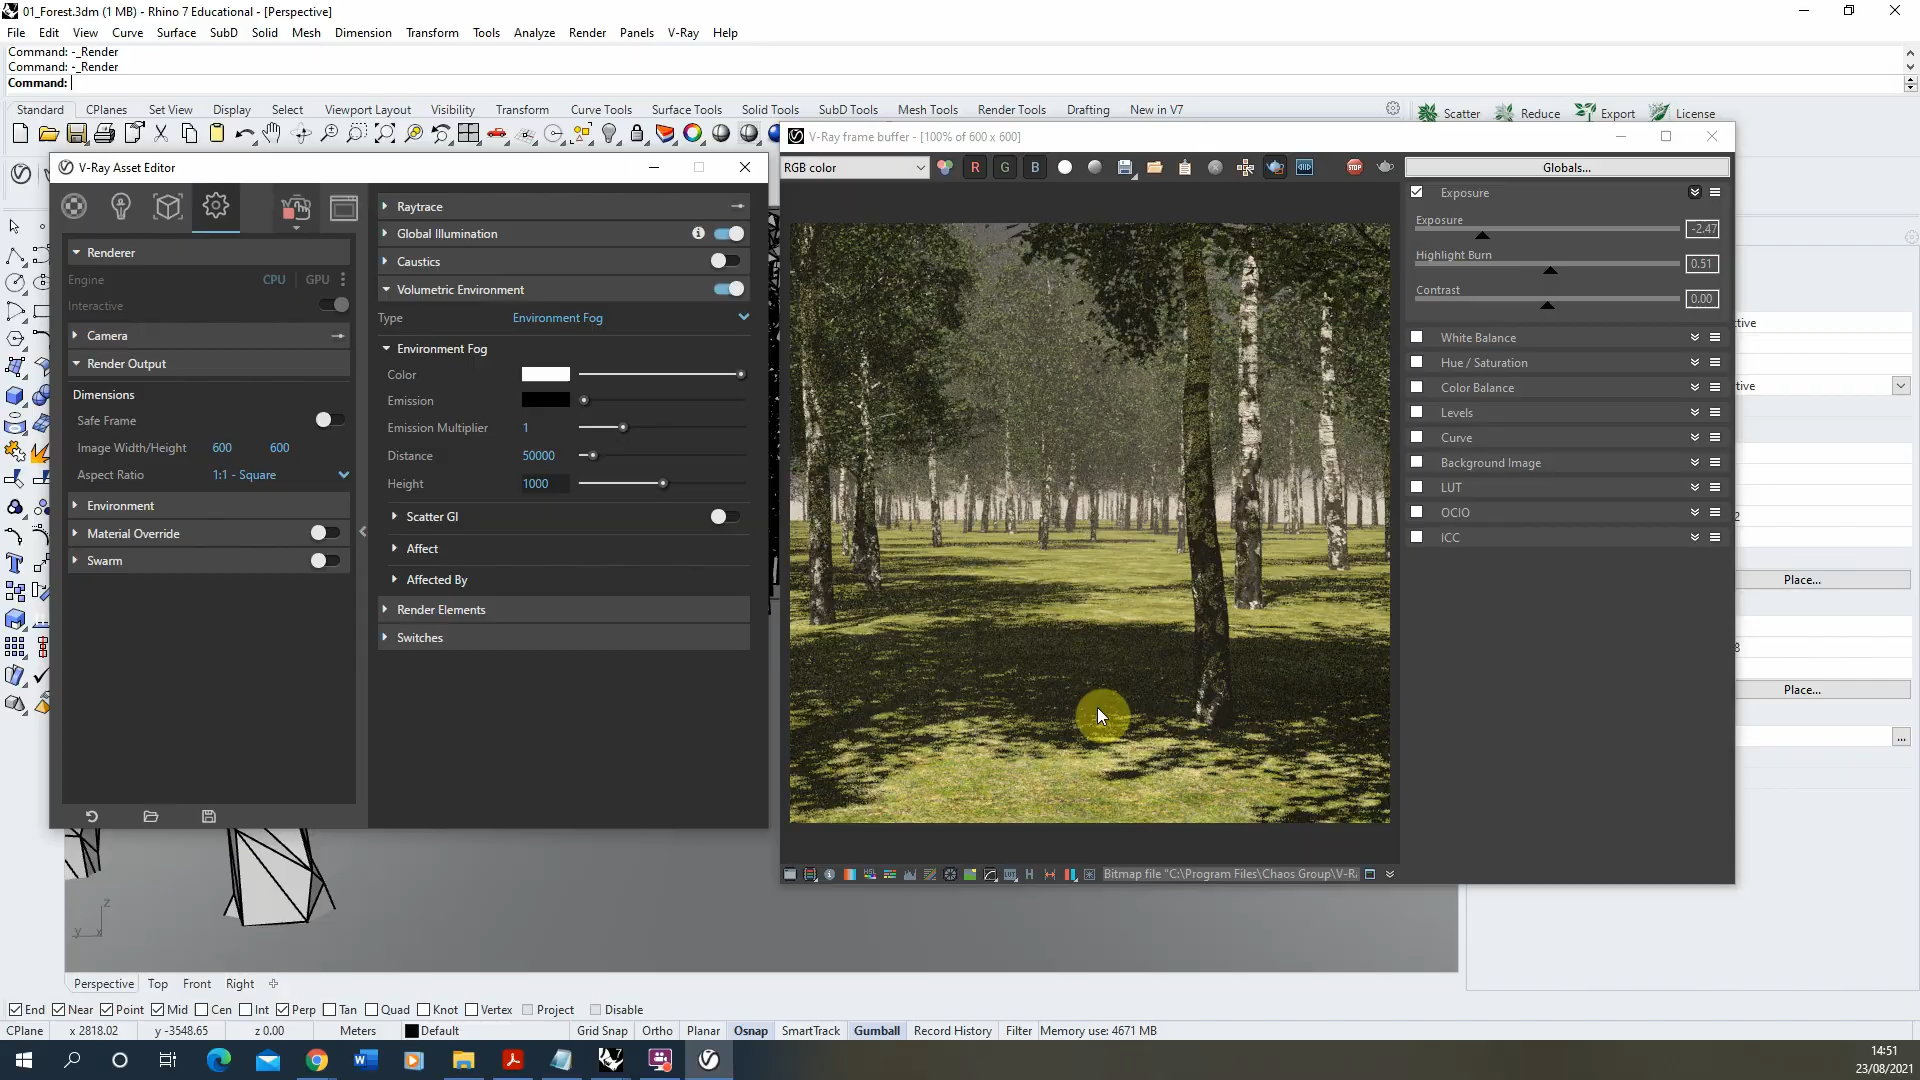 01_Forest.3dm (1 MB) - Rhino 7 Educational - [Perspective]
File Edit View Curve Surface SubD Solid Mesh Dimension Transform Tools Analyze Render Panels V-Ray Help
Command: -_Render
Command: -_Render
Command:
Standard CPlanes Set View Display Select Viewport Layout Visibility Transform Curve Tools Surface Tools Solid Tools SubD Tools Mesh Tools Render Tools Drafting New in V7
Scatter Reduce Export License
V-Ray frame buffer - [100% of 600 x 600]
RGB color R G B Globals...
V-Ray Asset Editor
Renderer
Engine CPU GPU
Interactive
Camera
Render Output
Dimensions
Safe Frame
Image Width/Height 600 600
Aspect Ratio 1:1 - Square
Environment
Material Override
Swarm
Raytrace
Global Illumination
Caustics
Volumetric Environment
Type Environment Fog
Environment Fog
Color
Emission
Emission Multiplier 1
Distance 50000
Height 1000
Scatter GI
Affect
Affected By
Render Elements
Switches
Exposure
Exposure -2.47
Highlight Burn 0.51
Contrast 0.00
White Balance
Hue / Saturation
Color Balance
Levels
Curve
Background Image
LUT
OCIO
ICC
tive
tive
2
Place...
8
Place...
...
Bitmap file "C:\Program Files\Chaos Group\V-R
z
y x
Perspective Top Front Right
End Near Point Mid Cen Int Perp Tan Quad Knot Vertex Project Disable
CPlane x 2818.02 y -3548.65 z 0.00 Meters Default Grid Snap Ortho Planar Osnap SmartTrack Gumball Record History Filter Memory use: 4671 MB
14:51
23/08/2021